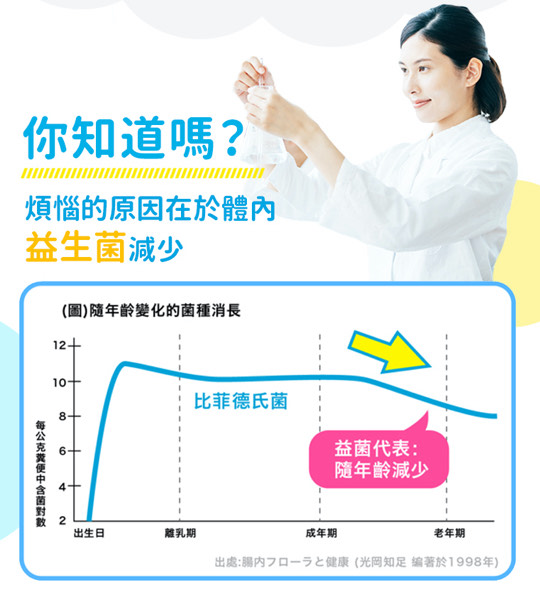 你知道嗎?
煩惱的原因在於體內
益生菌減少
(圖)隨年齡變化的菌種消長
12
10
8
6
4
2
每公克糞便中含菌對數
比菲德氏菌
益菌代表:
隨年齡減少
出生日 離乳期 成年期 老年期
出處:腸內フローラと健康 (光岡知足 編著於1998年)